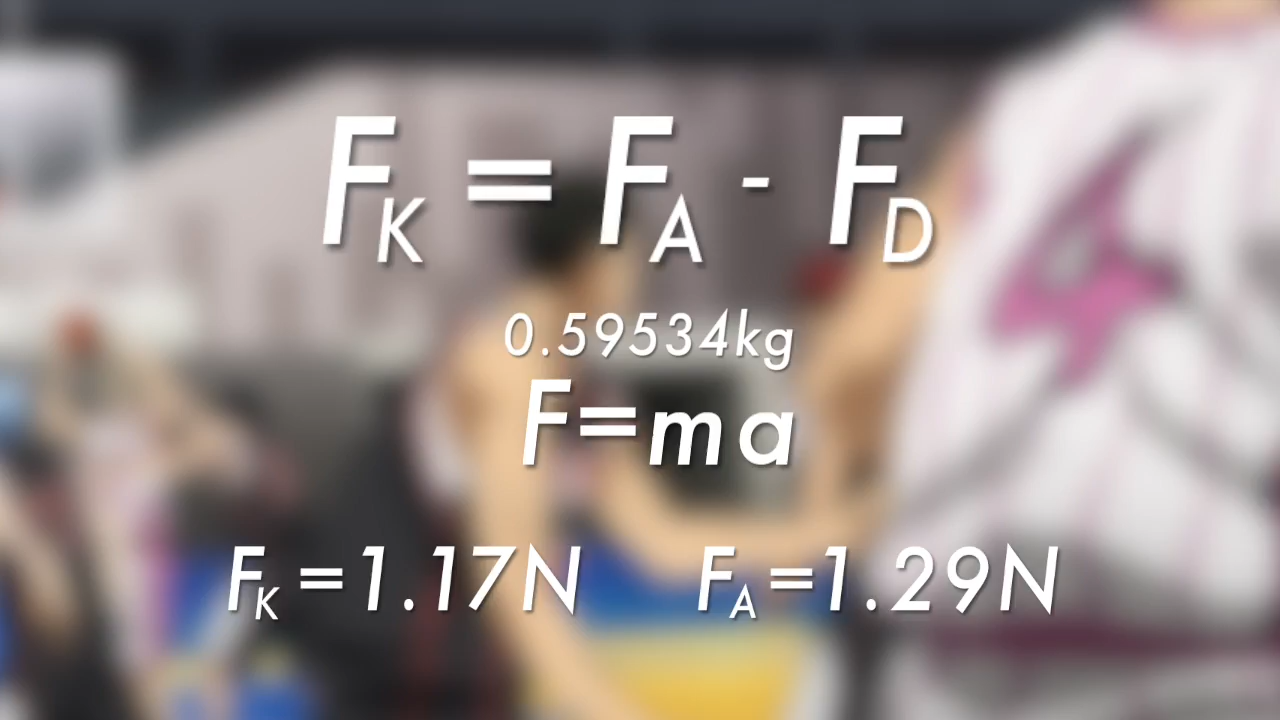 FK = FA - FD
0.59534kg
F=ma
FK=1.17N FA=1.29N